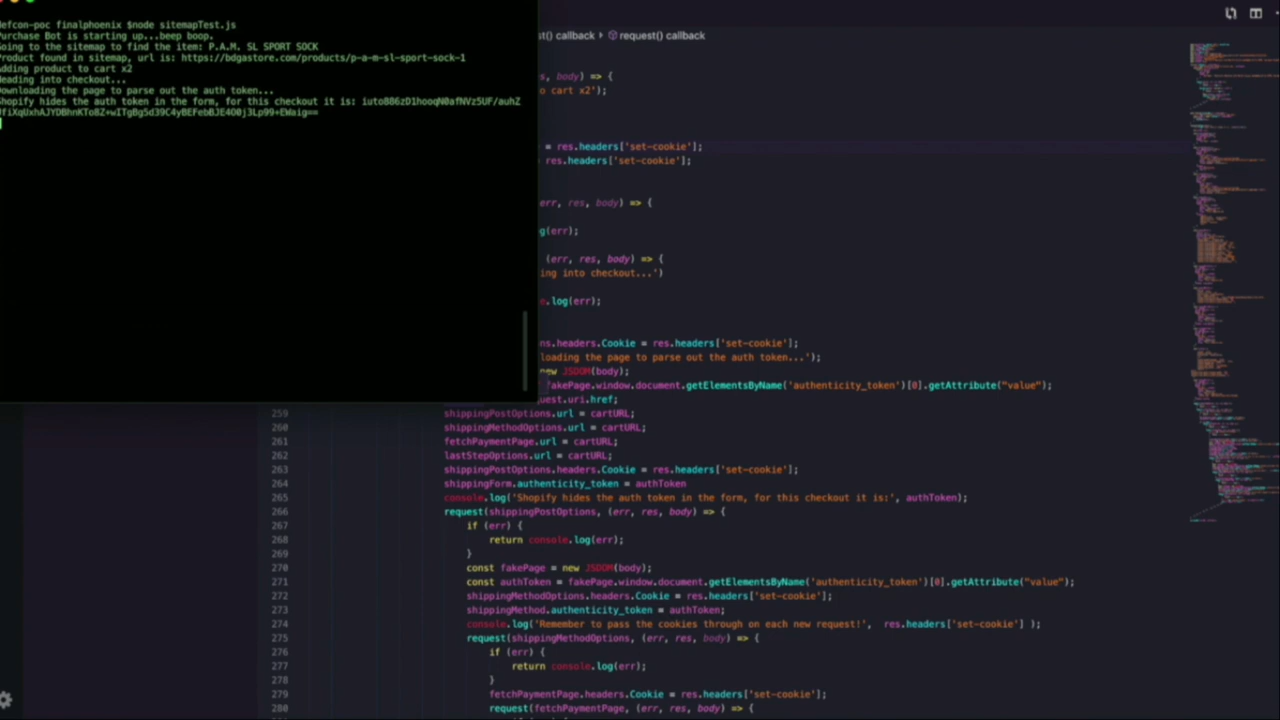 defcon-poc finalphoenix $node sitemapTest.js
Purchase Bot is starting up...beep boop.
Going to the sitemap to find the item: P.A.M. SL SPORT SOCK
Product found in sitemap, url is: https://bdgastore.com/products/p-a-m-sl-sport-sock-1
Adding product to cart x2
Heading into checkout...
Downloading the page to parse out the auth token...
Shopify hides the auth token in the form, for this checkout it is:
st() callback › request() callback
s, body) => {
o cart x2');
= res.headers['set-cookie'];
= res.headers['set-cookie'];
(err, res, body) => {
g(err);
(err, res, body) => {
ing into checkout...')
e.log(err);
ns.headers.Cookie = res.headers['set-cookie'];
loading the page to parse out the auth token...');
new JSDOM(body);
fakePage.window.document.getElementsByName('authenticity_token')[0].getAttribute("value");
uest.uri.href;
259 shippingPostOptions.url = cartURL;
260 shippingMethodOptions.url = cartURL;
261 fetchPaymentPage.url = cartURL;
262 lastStepOptions.url = cartURL;
263 shippingPostOptions.headers.Cookie = res.headers['set-cookie'];
264 shippingForm.authenticity_token = authToken
265 console.log('Shopify hides the auth token in the form, for this checkout it is:', authToken);
266 request(shippingPostOptions, (err, res, body) => {
267 if (err) {
268 return console.log(err);
269 }
270 const fakePage = new JSDOM(body);
271 const authToken = fakePage.window.document.getElementsByName('authenticity_token')[0].getAttribute("value");
272 shippingMethodOptions.headers.Cookie = res.headers['set-cookie'];
273 shippingMethod.authenticity_token = authToken;
274 console.log('Remember to pass the cookies through on each new request!', res.headers['set-cookie'] );
275 request(shippingMethodOptions, (err, res, body) => {
276 if (err) {
277 return console.log(err);
278 }
279 fetchPaymentPage.headers.Cookie = res.headers['set-cookie'];
280 request(fetchPaymentPage, (err, res, body) => {